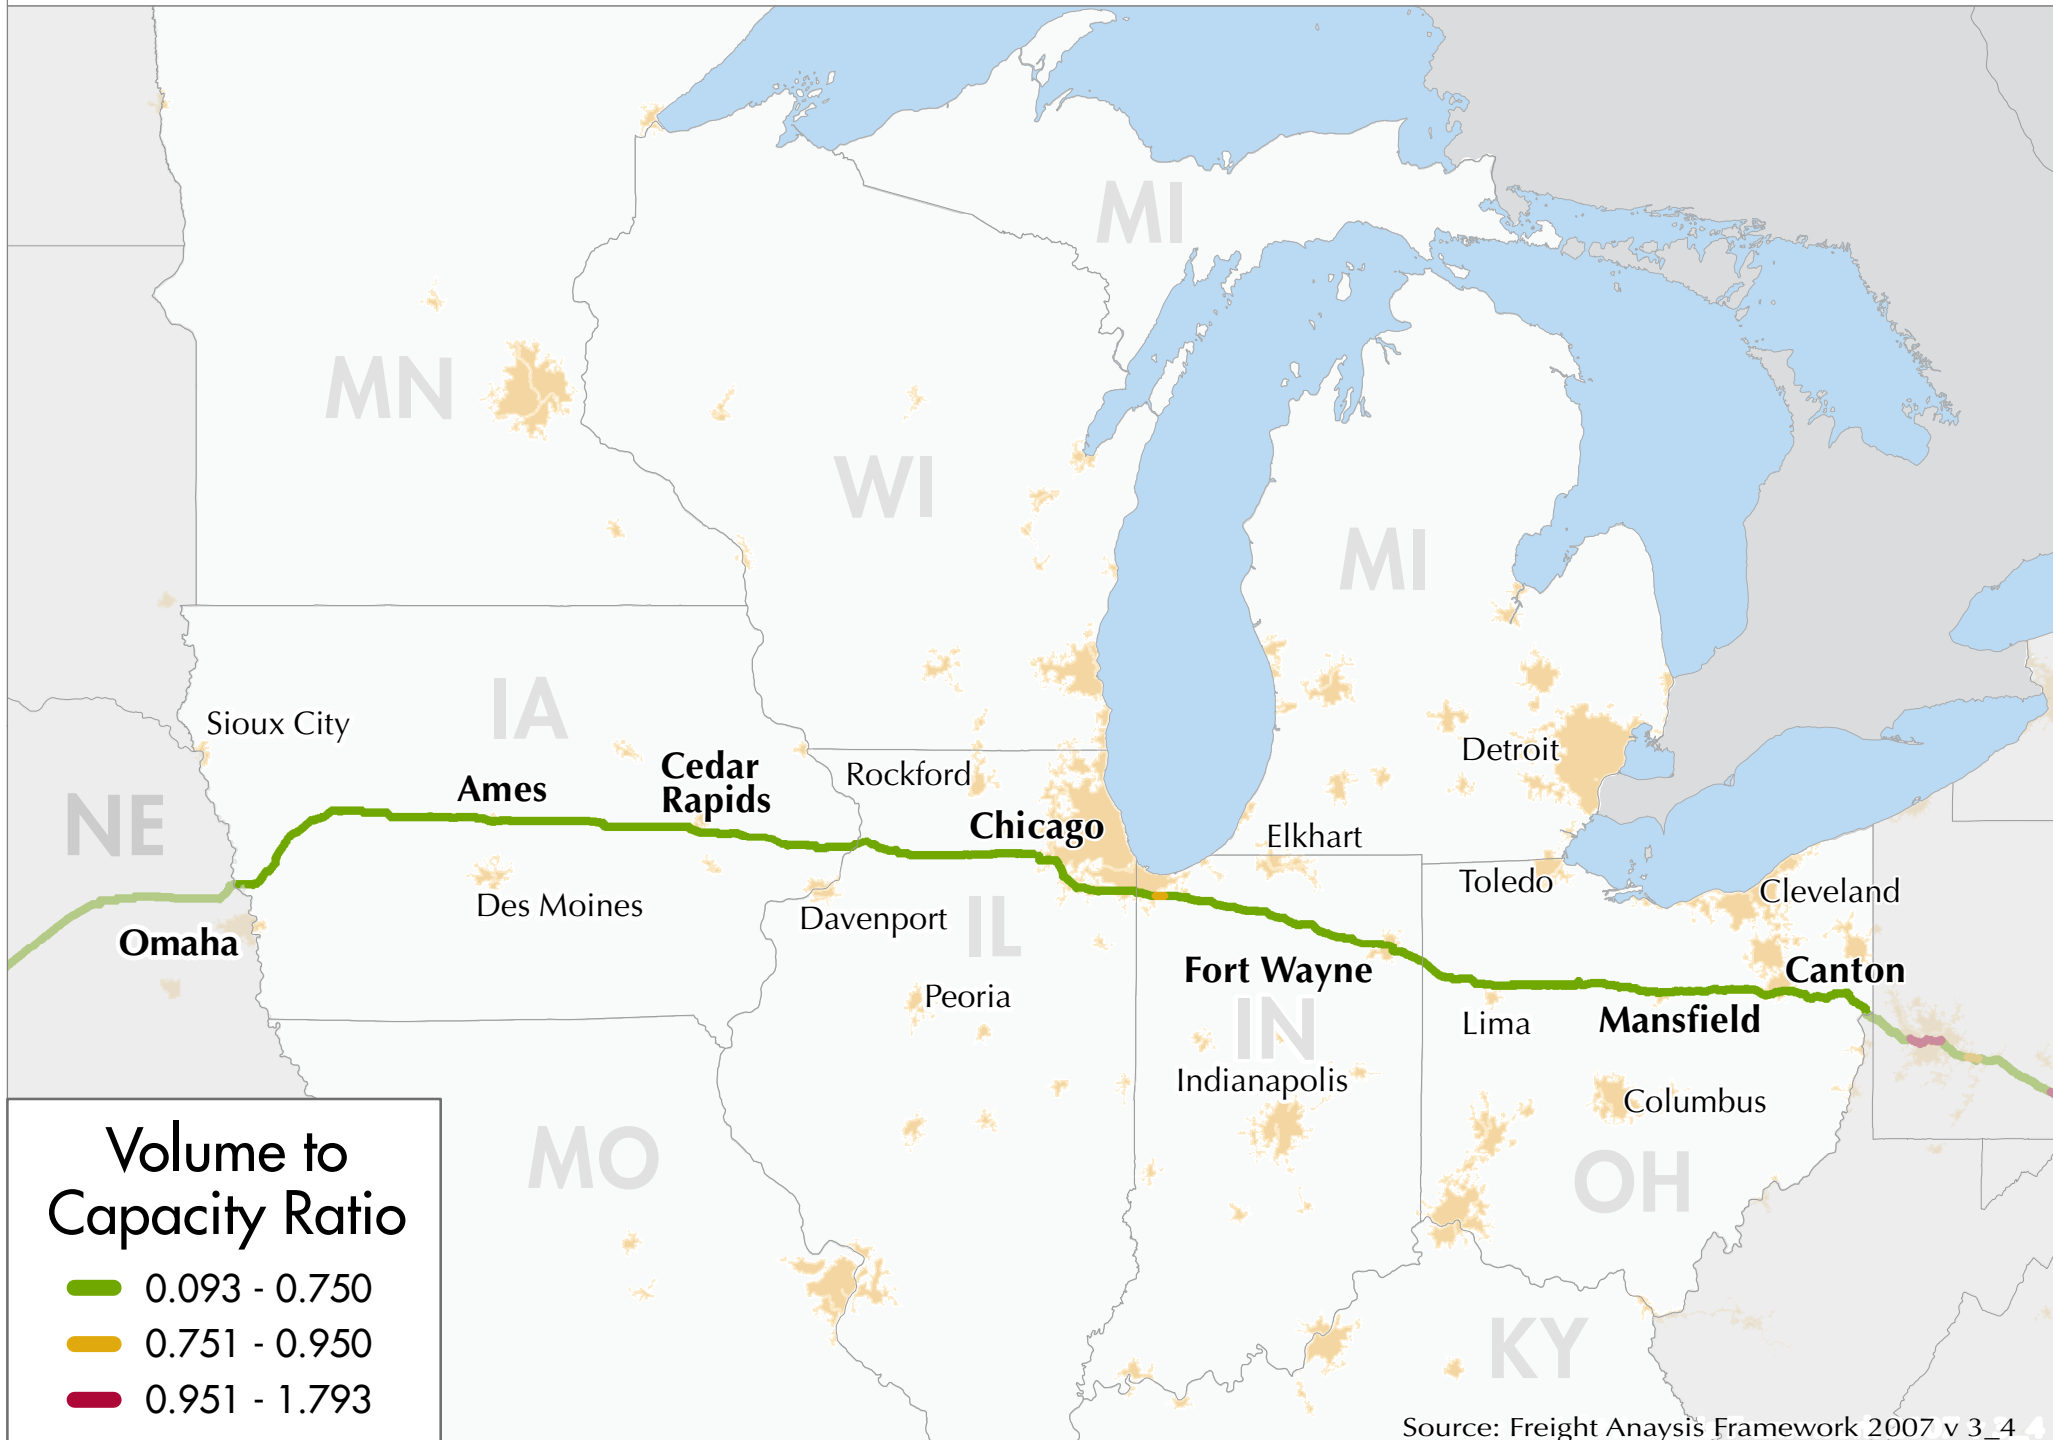 MI
MN
WI
MI
IA
Sioux City
Ames
Cedar
Rapids
Rockford
Chicago
Detroit
NE
Elkhart
Toledo
Cleveland
Des Moines
Davenport
IL
Omaha
Fort Wayne
Canton
Peoria
Lima
Mansfield
IN
Indianapolis
Columbus
MO
OH
KY
Volume to
Capacity Ratio
0.093 - 0.750
0.751 - 0.950
0.951 - 1.793
Source: Freight Anaysis Framework 2007 v 3_4